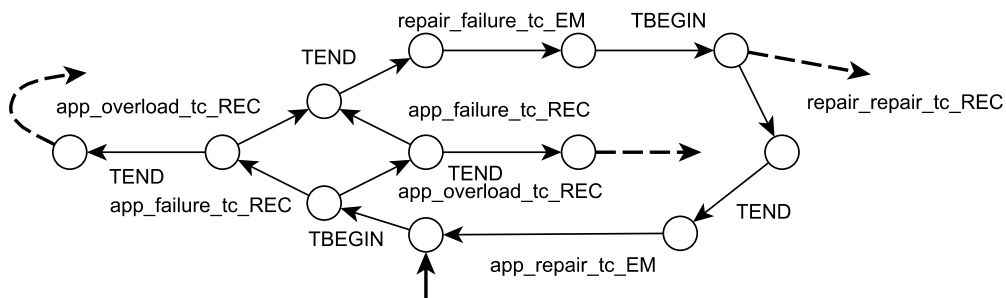 repair_failure_tc_EM
TBEGIN
TEND
app_overload_tc_REC
app_failure_tc_REC
repair_repair_tc_REC
TEND
TEND
app_failure_tc_REC
app_overload_tc_REC
TEND
TBEGIN
app_repair_tc_EM